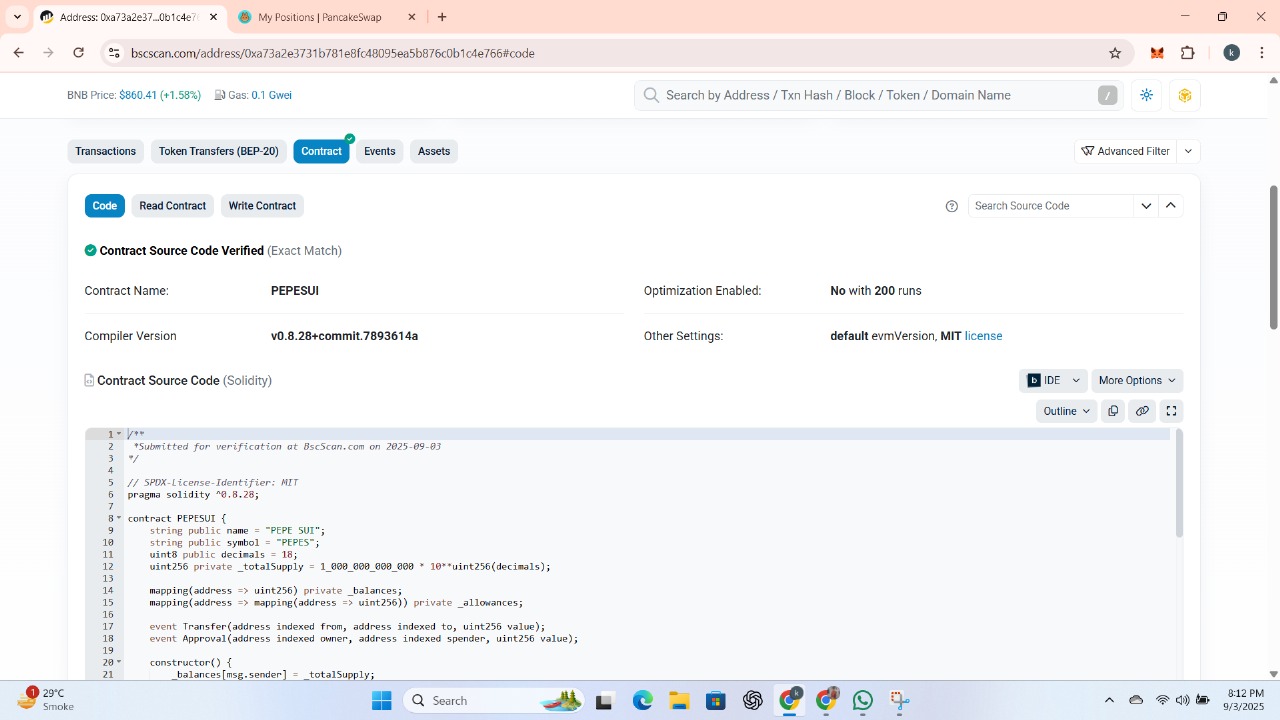 Address: 0xa73a2e37...0b1c4e76
My Positions | PancakeSwap
bscscan.com/address/0xa73a2e3731b781e8fc48095ea5b876c0b1c4e766#code
k
BNB Price: $860.41 (+1.58%)
Gas: 0.1 Gwei
Search by Address / Txn Hash / Block / Token / Domain Name
/
Transactions
Token Transfers (BEP-20)
Contract
Events
Assets
Advanced Filter
Code
Read Contract
Write Contract
Search Source Code
Contract Source Code Verified (Exact Match)
Contract Name:
PEPESUI
Optimization Enabled:
No with 200 runs
Compiler Version
v0.8.28+commit.7893614a
Other Settings:
default evmVersion, MIT license
Contract Source Code (Solidity)
IDE
More Options
Outline
1 /**
2 *Submitted for verification at BscScan.com on 2025-09-03
3 */
4
5 // SPDX-License-Identifier: MIT
6 pragma solidity ^0.8.28;
7
8 contract PEPESUI {
9 string public name = "PEPE SUI";
10 string public symbol = "PEPES";
11 uint8 public decimals = 18;
12 uint256 private _totalSupply = 1_000_000_000_000 * 10**uint256(decimals);
13
14 mapping(address => uint256) private _balances;
15 mapping(address => mapping(address => uint256)) private _allowances;
16
17 event Transfer(address indexed from, address indexed to, uint256 value);
18 event Approval(address indexed owner, address indexed spender, uint256 value);
19
20 constructor() {
21 _balances[msg.sender] = _totalSupply;
1
29°C
Smoke
Search
k
8:12 PM
9/3/2025